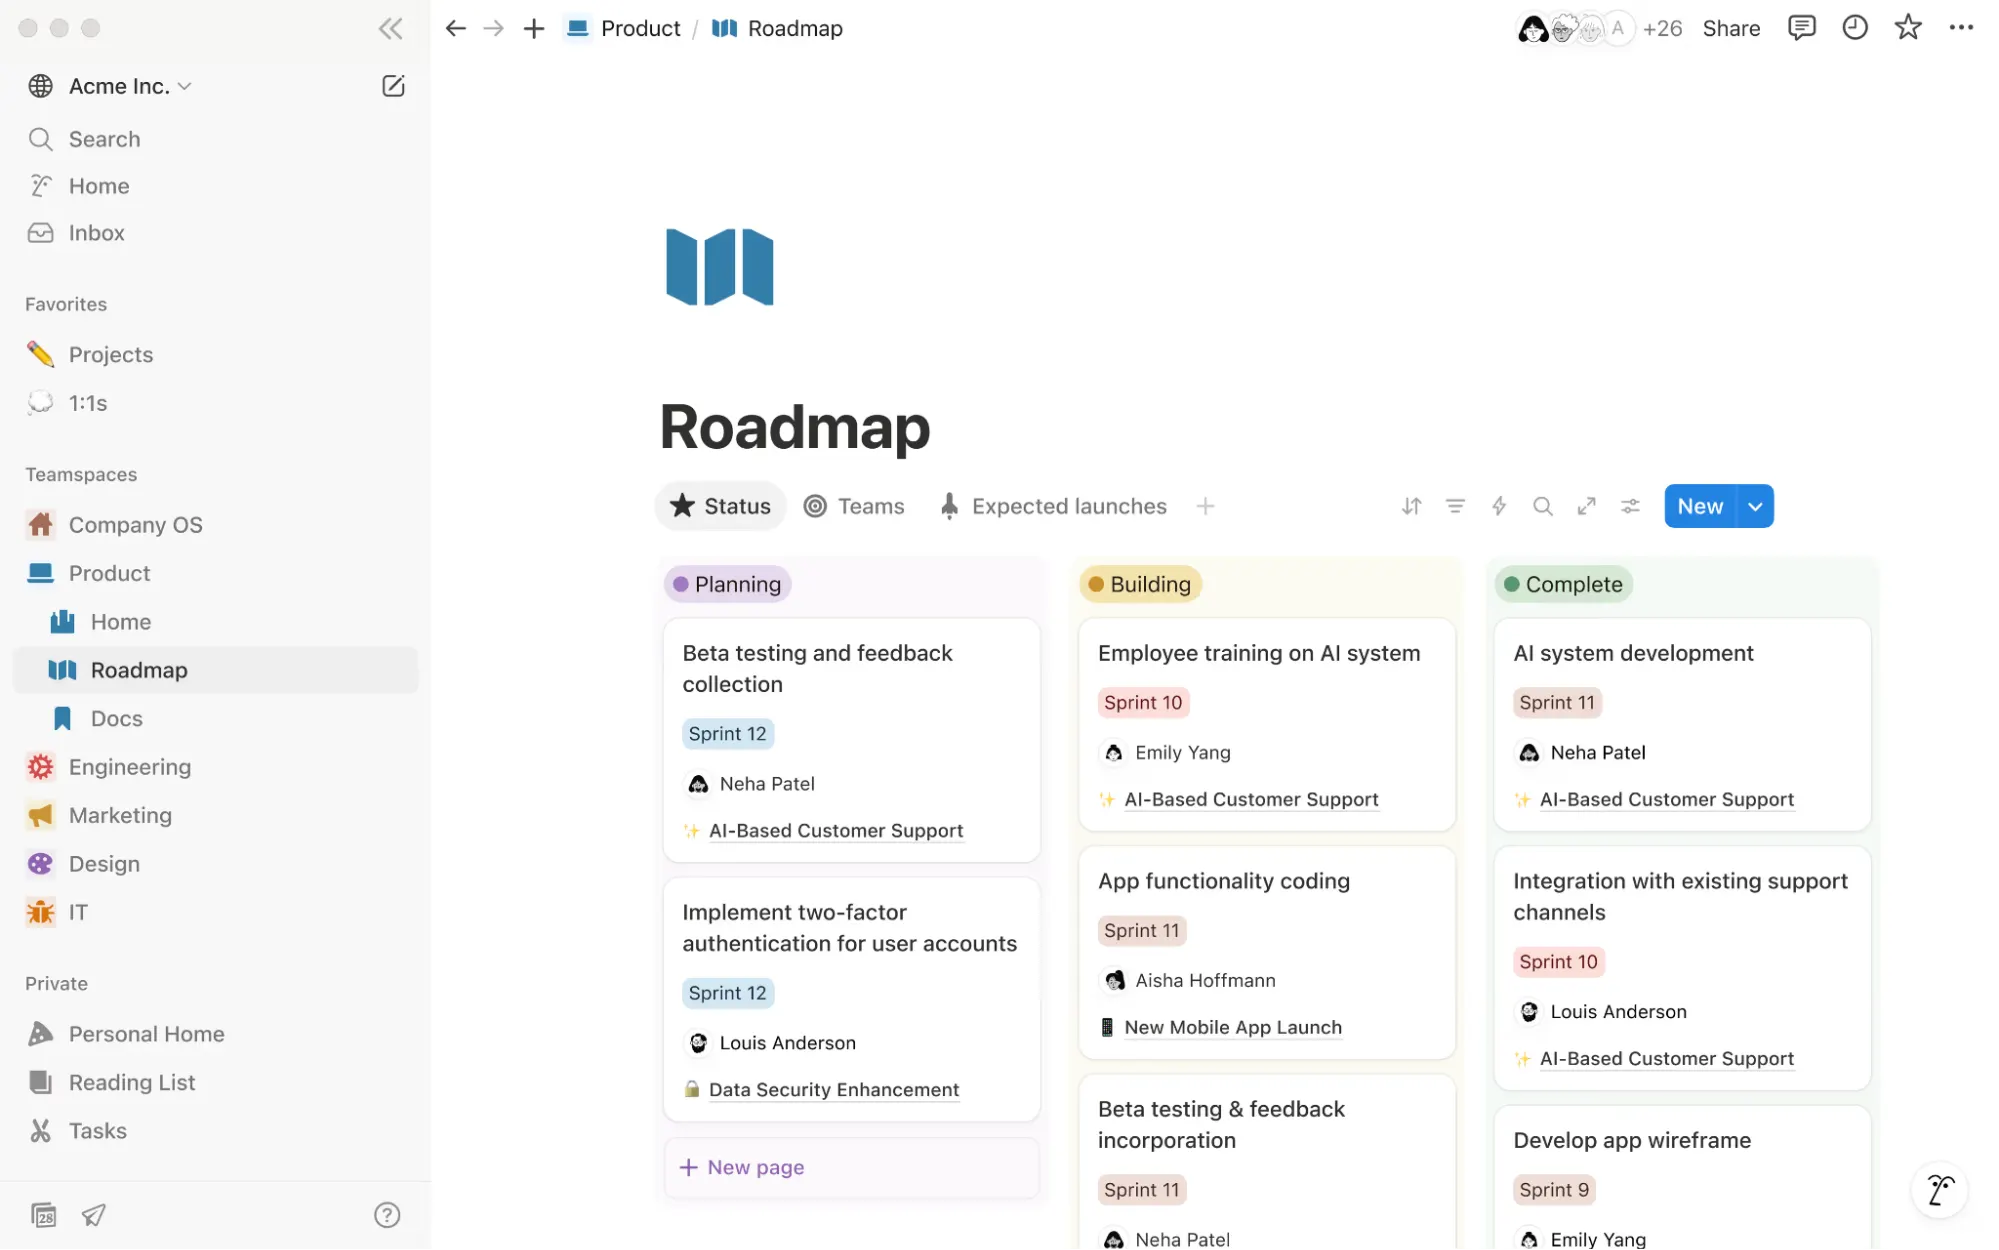 Acme Inc.
Search
Home
Inbox
Favorites
Projects
1:1s
Teamspaces
Company OS
Product
Home
Roadmap
Docs
Engineering
Marketing
Design
IT
Private
Personal Home
Reading List
Tasks
28
Product / Roadmap
A +26 Share
Roadmap
Status Teams Expected launches
New
Planning
Beta testing and feedback
collection
Sprint 12
Neha Patel
AI-Based Customer Support
Implement two-factor
authentication for user accounts
Sprint 12
Louis Anderson
Data Security Enhancement
New page
Building
Employee training on AI system
Sprint 10
Emily Yang
AI-Based Customer Support
App functionality coding
Sprint 11
Aisha Hoffmann
New Mobile App Launch
Beta testing & feedback
incorporation
Sprint 11
Neha Patel
Complete
AI system development
Sprint 11
Neha Patel
AI-Based Customer Support
Integration with existing support
channels
Sprint 10
Louis Anderson
AI-Based Customer Support
Develop app wireframe
Sprint 9
Emily Yang